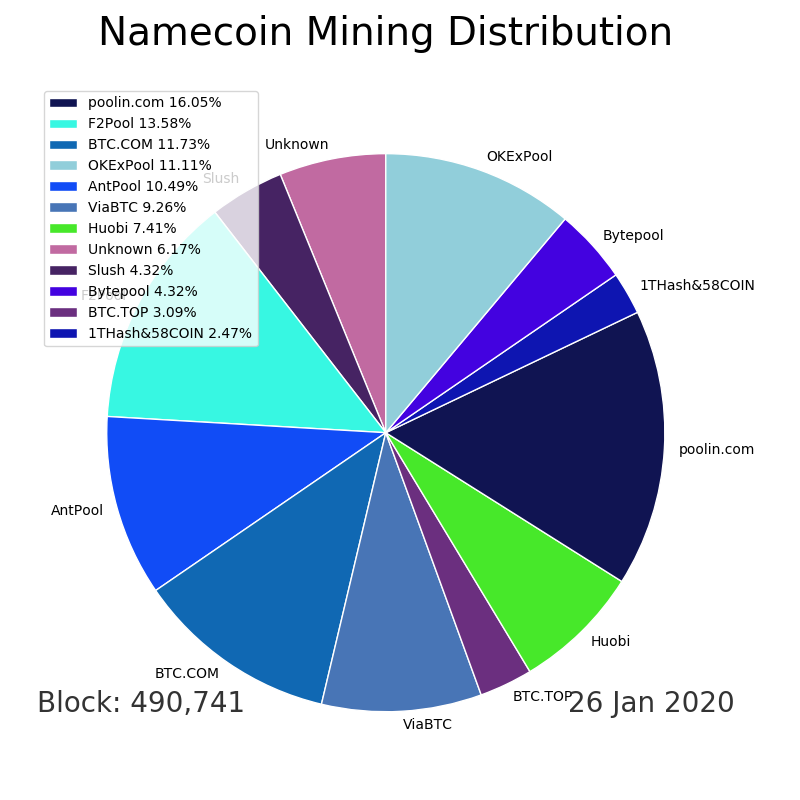 Namecoin Mining Distribution
poolin.com 16.05%
F2Pool 13.58%
BTC.COM 11.73%
OKExPool 11.11%
AntPool 10.49%
ViaBTC 9.26%
Huobi 7.41%
Unknown 6.17%
Slush 4.32%
Bytepool 4.32%
BTC.TOP 3.09%
1THash&58COIN 2.47%
Unknown
OKExPool
Slush
Bytepool
1THash&58COIN
F2Pool
poolin.com
AntPool
Huobi
BTC.COM
BTC.TOP
ViaBTC
Block: 490,741
26 Jan 2020